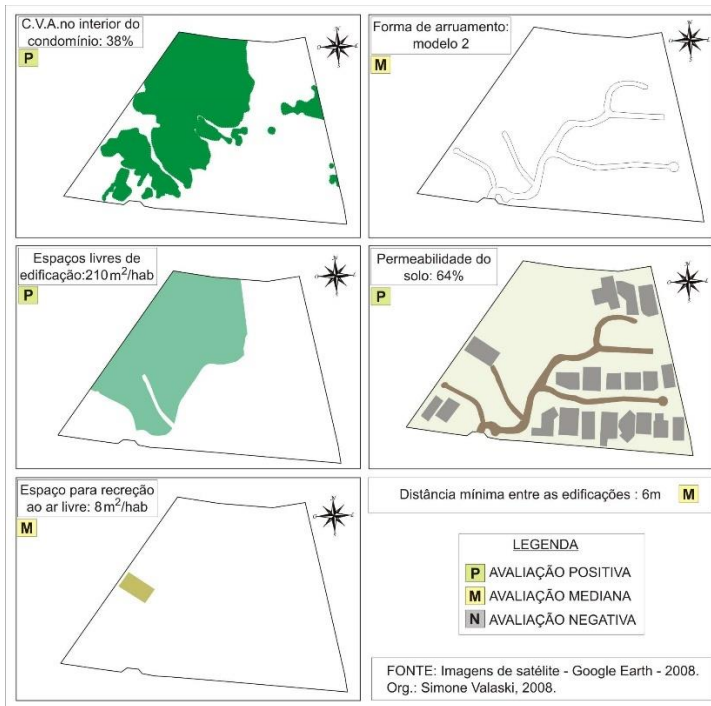 C.V.A.no interior do
condomínio: 38%
P
Forma de arruamento:
modelo 2
M
Espaços livres de
edificação:210m²/hab
P
Permeabilidade do
solo: 64%
P
Espaço para recreção
ao ar livre: 8m²/hab
M
Distância mínima entre as edificações : 6m M
LEGENDA
P AVALIAÇÃO POSITIVA
M AVALIAÇÃO MEDIANA
N AVALIAÇÃO NEGATIVA
FONTE: Imagens de satélite - Google Earth - 2008.
Org.: Simone Valaski, 2008.